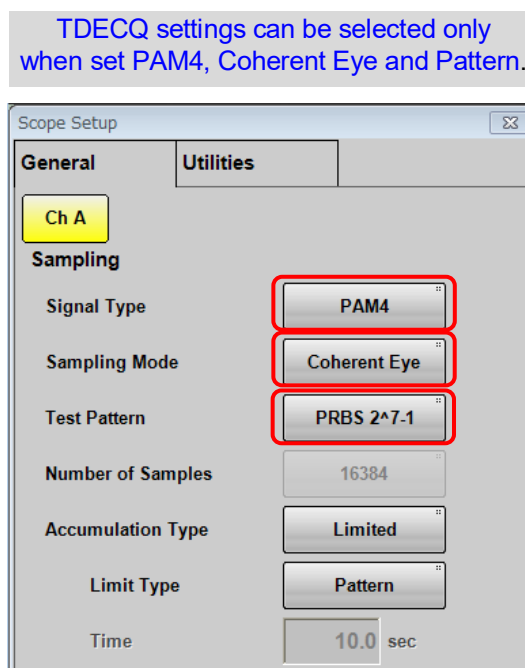 TDECQ settings can be selected only
when set PAM4, Coherent Eye and Pattern.
Scope Setup
General Utilities
Ch A
Sampling
Signal Type PAM4
Sampling Mode Coherent Eye
Test Pattern PRBS 2^7-1
Number of Samples 16384
Accumulation Type Limited
Limit Type Pattern
Time 10.0 sec